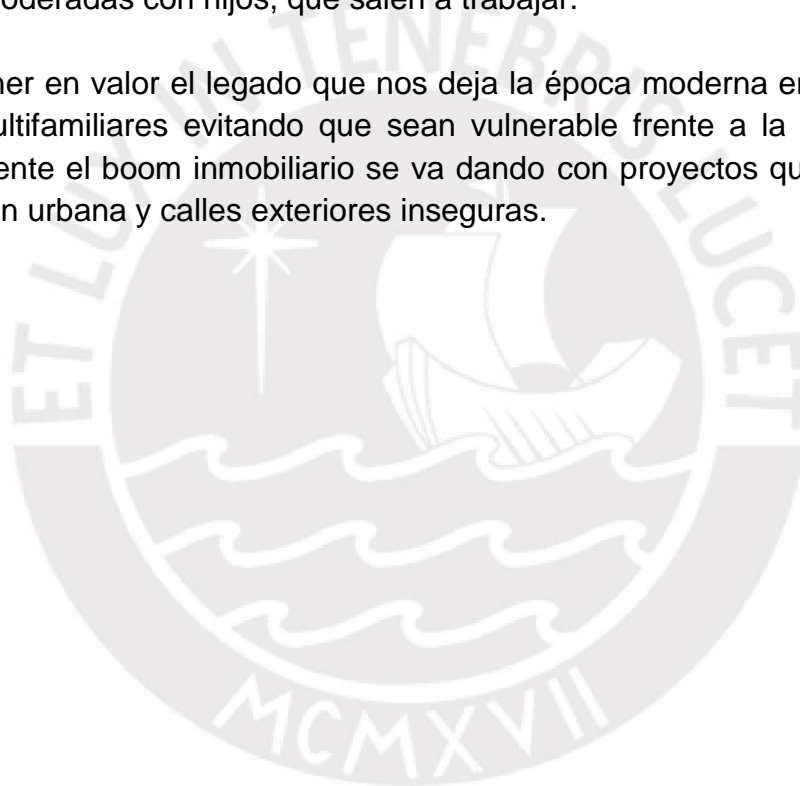 oderadas con hijos, que salen a trabajar.
ner en valor el legado que nos deja la época moderna en
ultifamiliares evitando que sean vulnerable frente a la
ente el boom inmobiliario se va dando con proyectos qu
n urbana y calles exteriores inseguras.
ET LUX IN TENEBRIS LUCET
MCMXVII